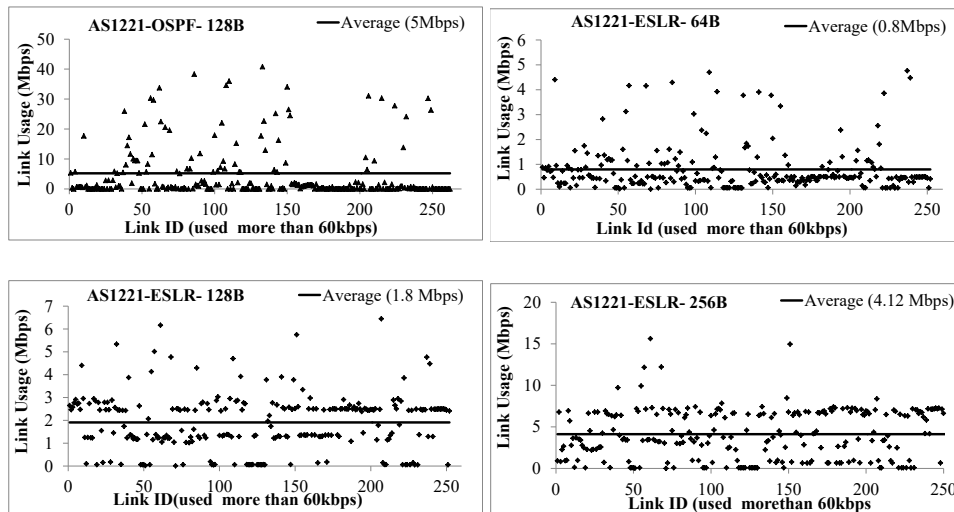 AS1221-OSPF- 128B
Average (5Mbps)
Link Usage (Mbps)
50
40
30
20
10
0
0 50 100 150 200 250
Link ID (used more than 60kbps)
AS1221-ESLR- 64B
Average (0.8Mbps)
Link Usage (Mbps)
6
5
4
3
2
1
0
0 50 100 150 200 250
Link Id (used more than 60kbps)
AS1221-ESLR- 128B
Average (1.8 Mbps)
Link Usage (Mbps)
7
6
5
4
3
2
1
0
0 50 100 150 200 250
Link ID(used more than 60kbps)
AS1221-ESLR- 256B
Average (4.12 Mbps)
Link Usage (Mbps)
20
15
10
5
0
0 50 100 150 200 250
Link ID (used morethan 60kbps